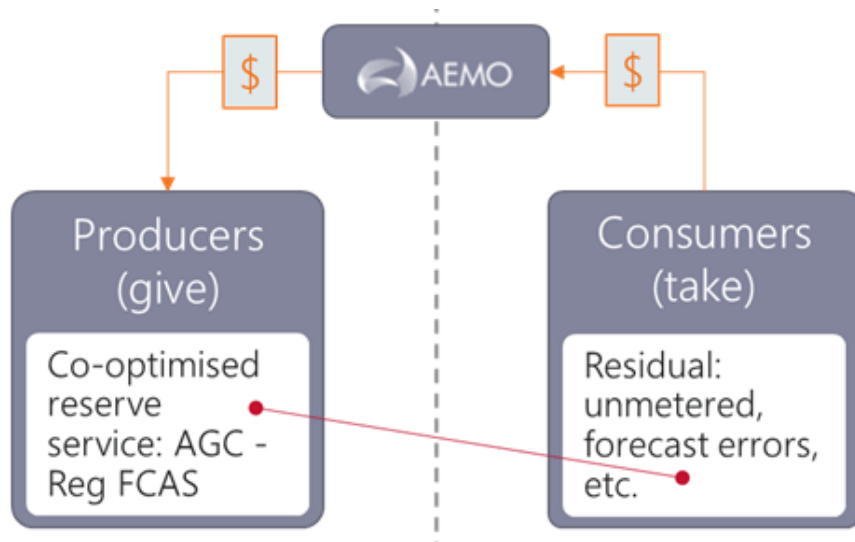 $
AEMO
$
Producers
(give)
Co-optimised
reserve
service: AGC -
Reg FCAS
Consumers
(take)
Residual:
unmetered,
forecast errors,
etc.